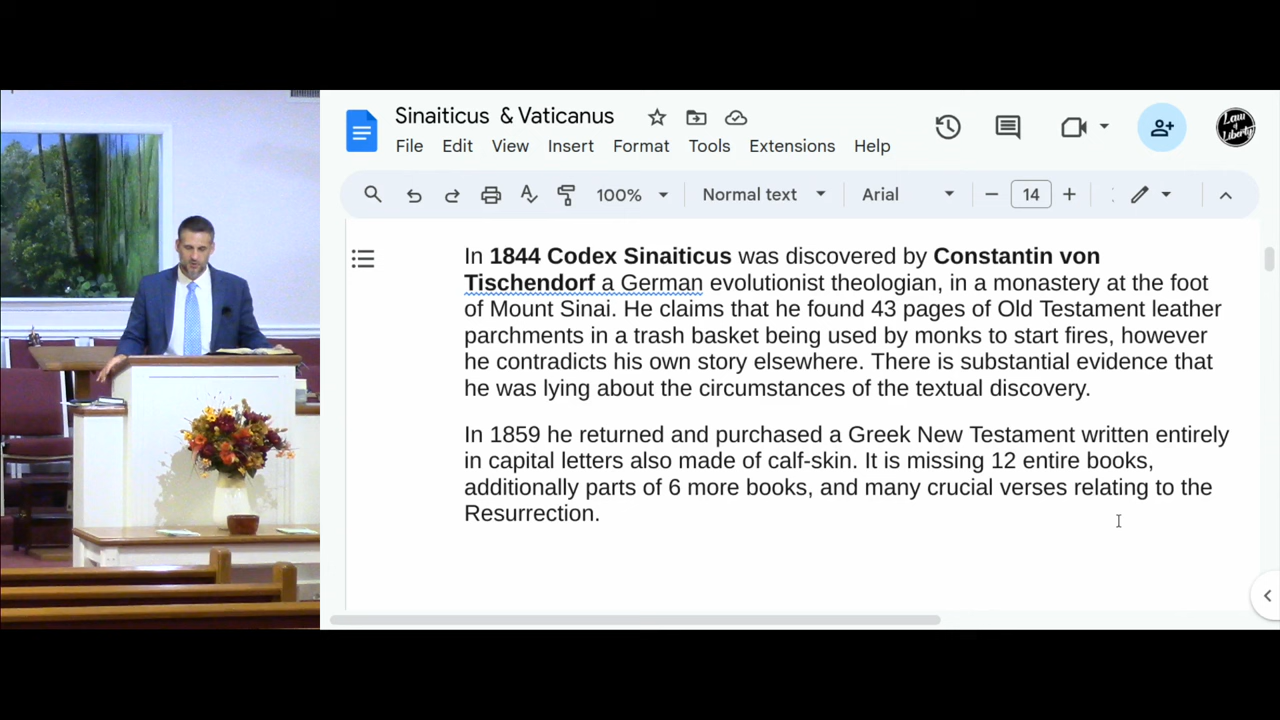 Sinaiticus & Vaticanus
File Edit View Insert Format Tools Extensions Help
100% Normal text Arial 14
Law of Liberty
In 1844 Codex Sinaiticus was discovered by Constantin von
Tischendorf a German evolutionist theologian, in a monastery at the foot
of Mount Sinai. He claims that he found 43 pages of Old Testament leather
parchments in a trash basket being used by monks to start fires, however
he contradicts his own story elsewhere. There is substantial evidence that
he was lying about the circumstances of the textual discovery.
In 1859 he returned and purchased a Greek New Testament written entirely
in capital letters also made of calf-skin. It is missing 12 entire books,
additionally parts of 6 more books, and many crucial verses relating to the
Resurrection.